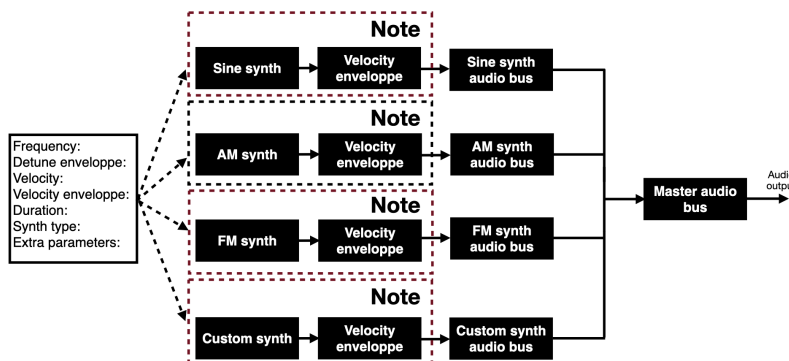 Note
Sine synth
Velocity
enveloppe
Sine synth
audio bus
Note
AM synth
Velocity
enveloppe
AM synth
audio bus
Frequency:
Detune enveloppe:
Velocity:
Velocity enveloppe:
Duration:
Synth type:
Extra parameters:
Master audio
bus
Note
FM synth
Velocity
enveloppe
FM synth
audio bus
Note
Custom synth
Velocity
enveloppe
Custom synth
audio bus